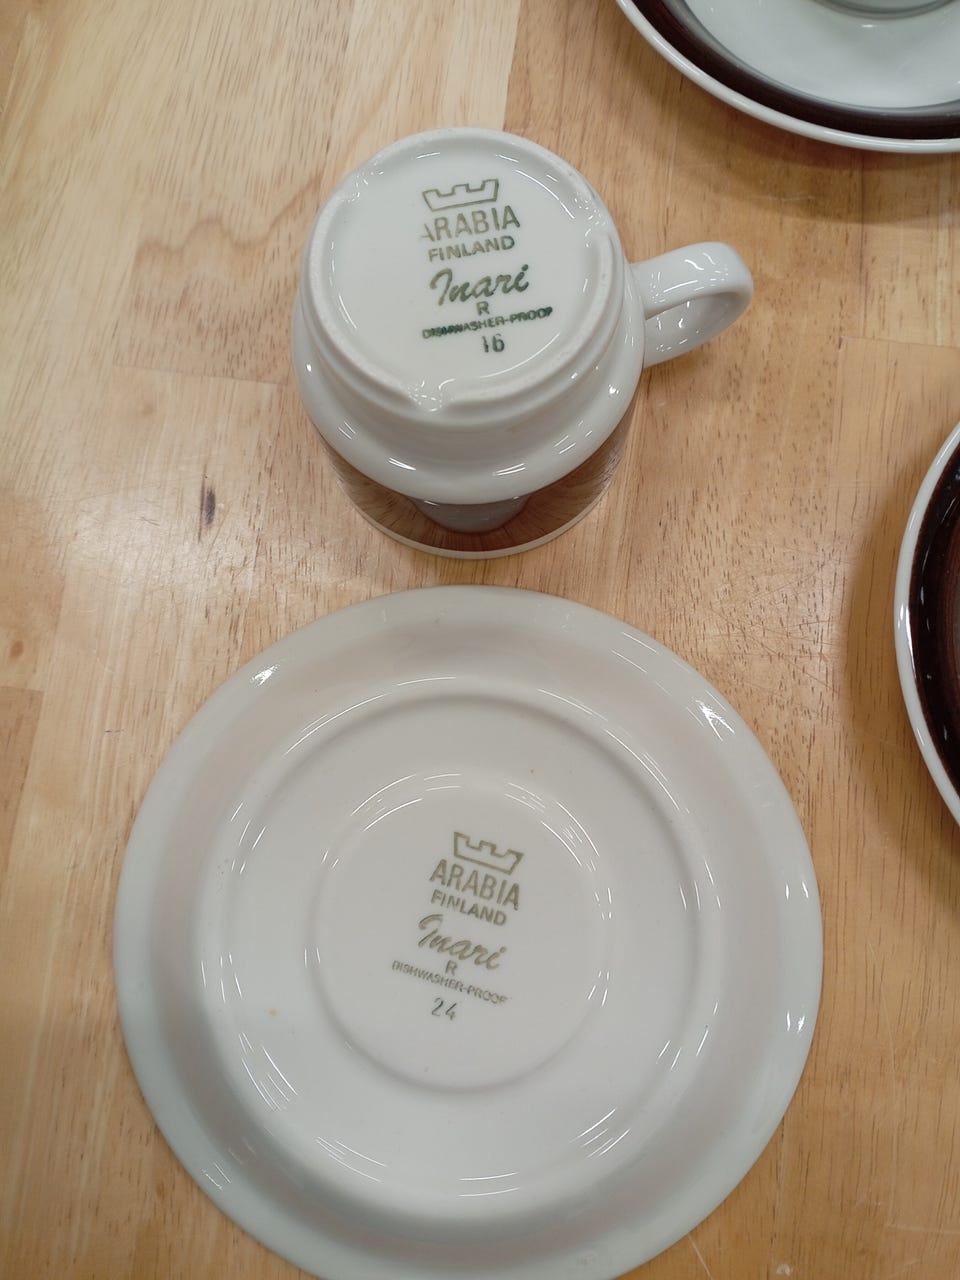 ARABIA
FINLAND
Inari
R
DISHWASHER-PROOF
16
ARABIA
FINLAND
Inari
R
DISHWASHER-PROOF
24